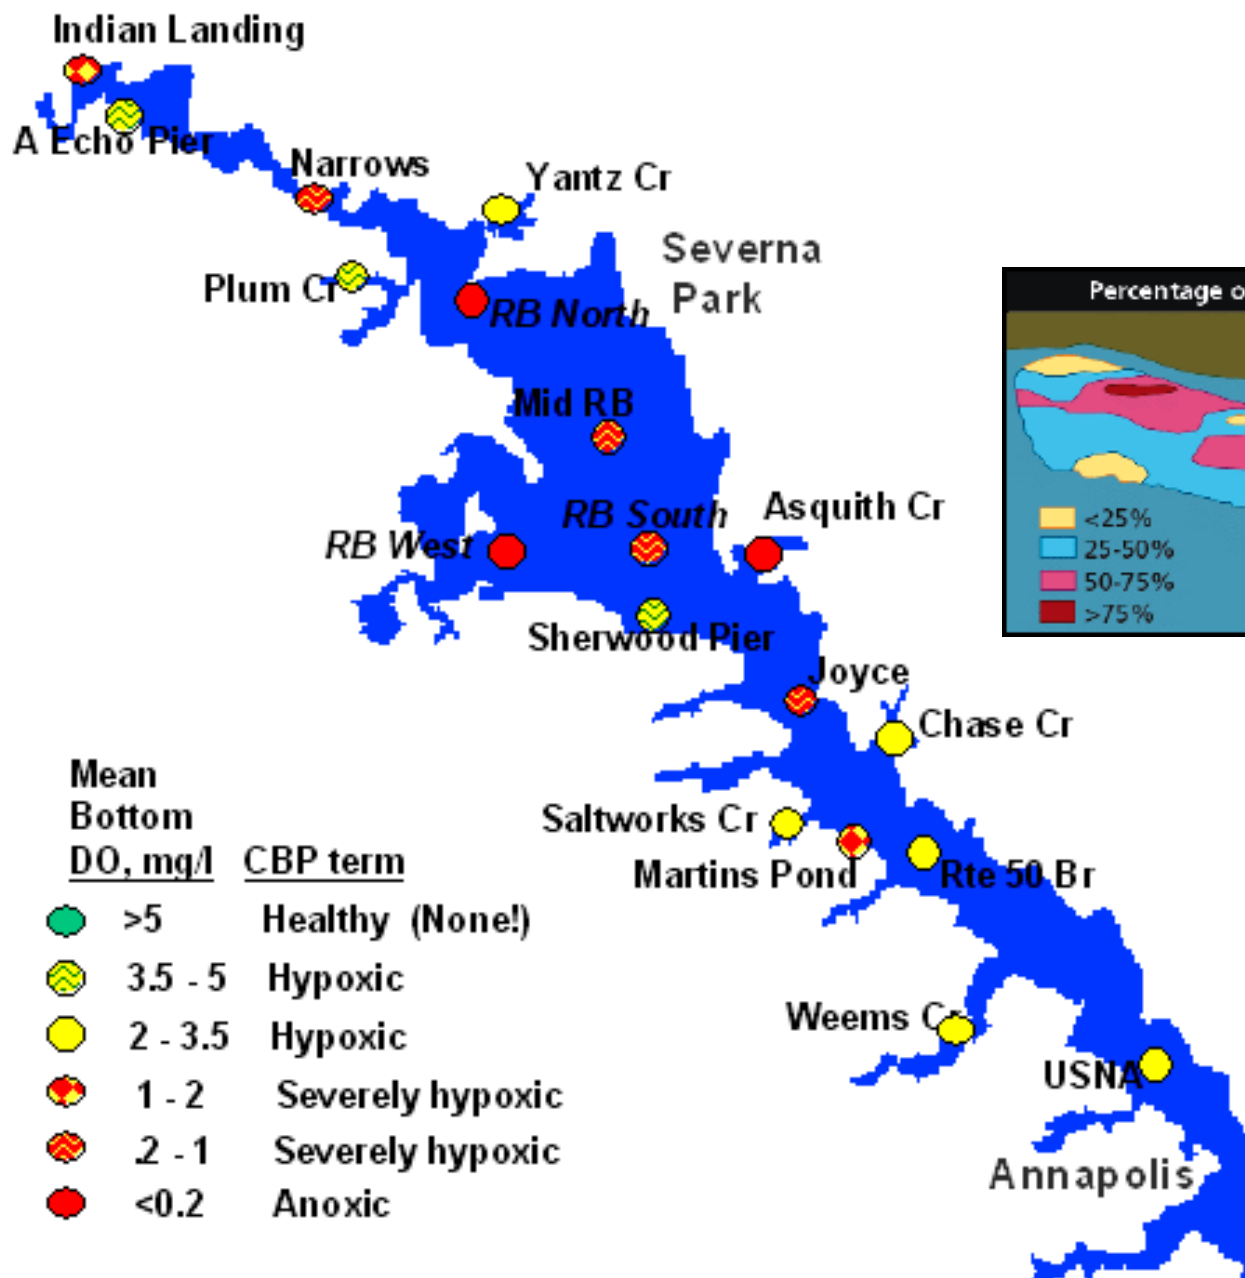 Indian Landing
A Echo Pier
Narrows
Yantz Cr
Severna
Park
Plum Cr
RB North
Percentage o
Mid RB
RB South
Asquith Cr
RB West
<25%
25-50%
50-75%
>75%
Sherwood Pier
Joyce
Chase Cr
Saltworks Cr
Martins Pond
Rte 50 Br
Mean
Bottom
DO, mg/l CBP term
>5 Healthy (None!)
3.5 - 5 Hypoxic
2 - 3.5 Hypoxic
1 - 2 Severely hypoxic
.2 - 1 Severely hypoxic
<0.2 Anoxic
Weems Cr
USNA
Annapolis